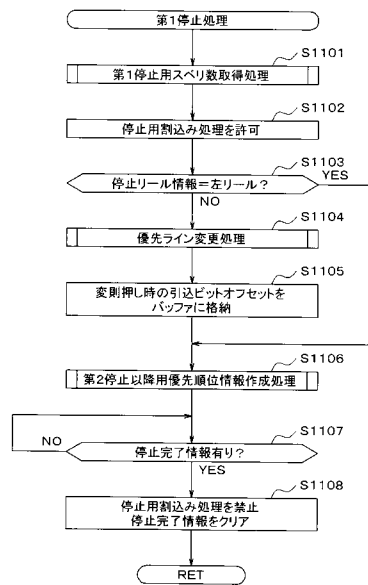 第1停止処理
S1101
第1停止用スベリ数取得処理
S1102
停止用割込み処理を許可
S1103
停止リール情報=左リール?
YES
NO
S1104
優先ライン変更処理
S1105
変則押し時の引込ビットオフセットを
バッファに格納
S1106
第2停止以降用優先順位情報作成処理
S1107
NO
停止完了情報有り?
YES
S1108
停止用割込み処理を禁止
停止完了情報をクリア
RET